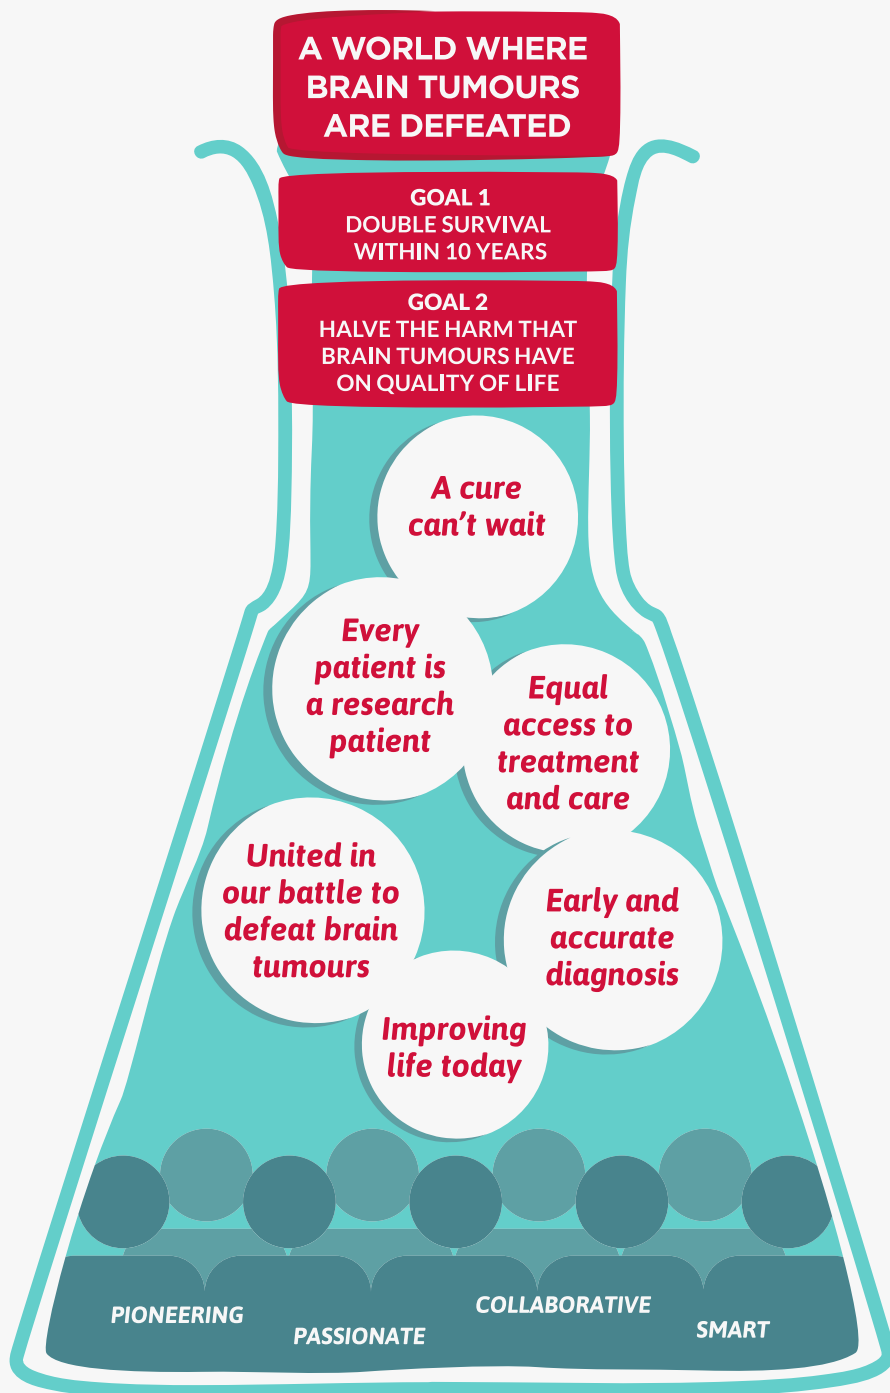 A WORLD WHERE
BRAIN TUMOURS
ARE DEFEATED
GOAL 1
DOUBLE SURVIVAL
WITHIN 10 YEARS
GOAL 2
HALVE THE HARM THAT
BRAIN TUMOURS HAVE
ON QUALITY OF LIFE
A cure
can't wait
Every
patient is
a research
patient
Equal
access to
treatment
and care
United in
our battle to
defeat brain
tumours
Early and
accurate
diagnosis
Improving
life today
PIONEERING
PASSIONATE
COLLABORATIVE
SMART